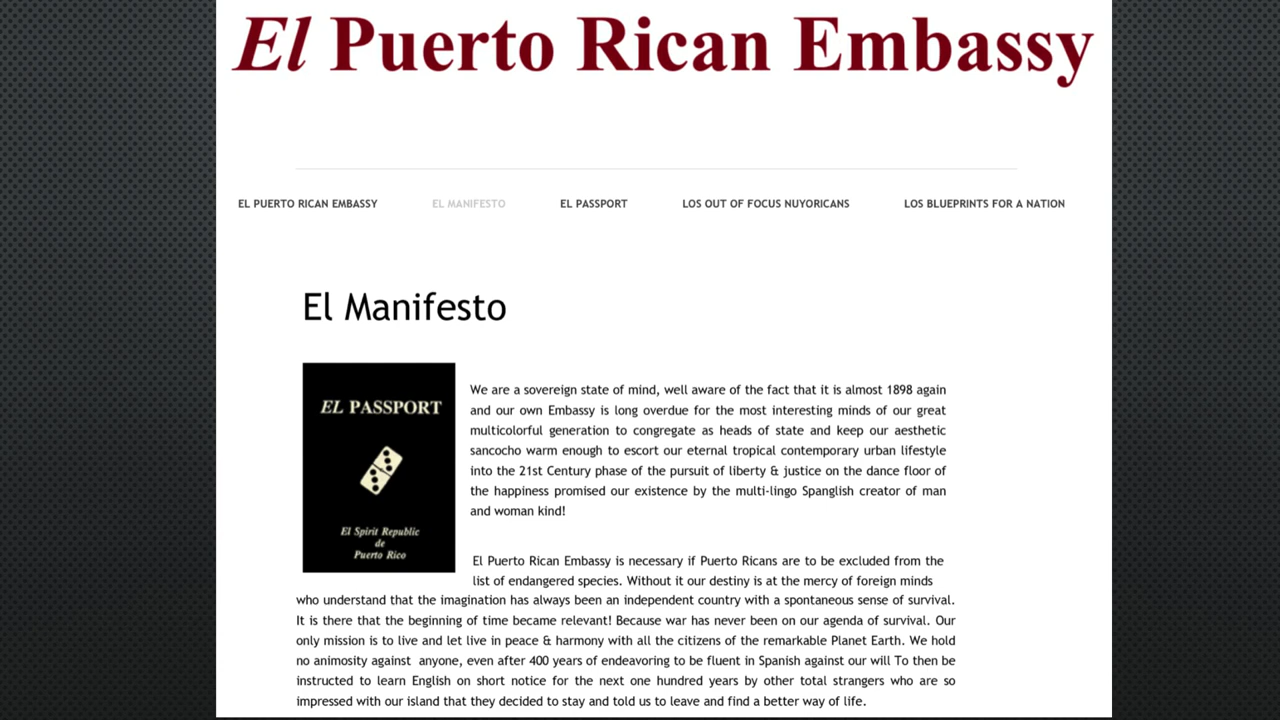 El Puerto Rican Embassy
EL PUERTO RICAN EMBASSY EL MANIFESTO EL PASSPORT LOS OUT OF FOCUS NUYORICANS LOS BLUEPRINTS FOR A NATION
El Manifesto
EL PASSPORT
El Spirit Republic
de
Puerto Rico
We are a sovereign state of mind, well aware of the fact that it is almost 1898 again
and our own Embassy is long overdue for the most interesting minds of our great
multicolorful generation to congregate as heads of state and keep our aesthetic
sancocho warm enough to escort our eternal tropical contemporary urban lifestyle
into the 21st Century phase of the pursuit of liberty & justice on the dance floor of
the happiness promised our existence by the multi-lingo Spanglish creator of man
and woman kind!
El Puerto Rican Embassy is necessary if Puerto Ricans are to be excluded from the
list of endangered species. Without it our destiny is at the mercy of foreign minds
who understand that the imagination has always been an independent country with a spontaneous sense of survival.
It is there that the beginning of time became relevant! Because war has never been on our agenda of survival. Our
only mission is to live and let live in peace & harmony with all the citizens of the remarkable Planet Earth. We hold
no animosity against anyone, even after 400 years of endeavoring to be fluent in Spanish against our will To then be
instructed to learn English on short notice for the next one hundred years by other total strangers who are so
impressed with our island that they decided to stay and told us to leave and find a better way of life.